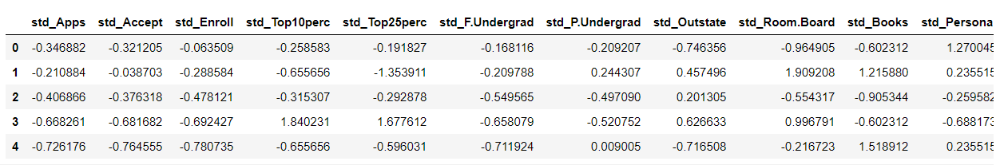 std_Apps std_Accept std_Enroll std_Top10perc std_Top25perc std_F.Undergrad std_P.Undergrad std_Outstate std_Room.Board std_Books std_Persona
0 -0.346882 -0.321205 -0.063509 -0.258583 -0.191827 -0.168116 -0.209207 -0.746356 -0.964905 -0.602312 1.270045
1 -0.210884 -0.038703 -0.288584 -0.655656 -1.353911 -0.209788 0.244307 0.457496 1.909208 1.215880 0.235515
2 -0.406866 -0.376318 -0.478121 -0.315307 -0.292878 -0.549565 -0.497090 0.201305 -0.554317 -0.905344 -0.259582
3 -0.668261 -0.681682 -0.692427 1.840231 1.677612 -0.658079 -0.520752 0.626633 0.996791 -0.602312 -0.688173
4 -0.726176 -0.764555 -0.780735 -0.655656 -0.596031 -0.711924 0.009005 -0.716508 -0.216723 1.518912 0.235515